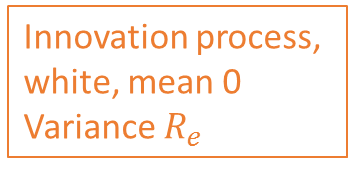 Innovation process,
white, mean 0
Variance R_e